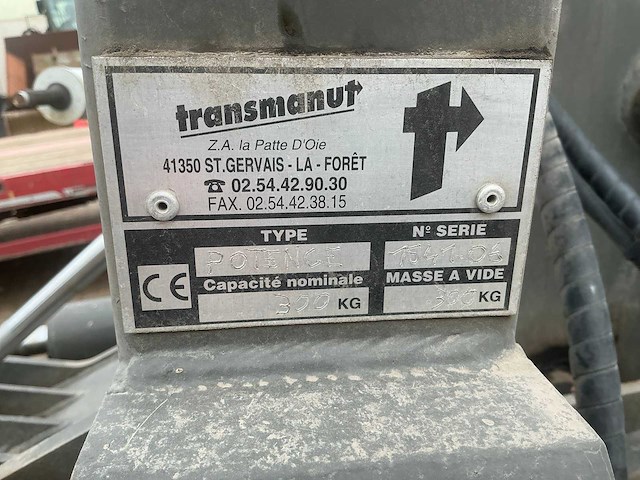 transmanut
Z.A. la Patte D'Oie
41350 ST.GERVAIS - LA - FORÊT
☎ 02.54.42.90.30
FAX. 02.54.42.38.15
TYPE
POTENCE
N° SERIE
Capacité nominale
300 KG
MASSE A VIDE
KG
CE